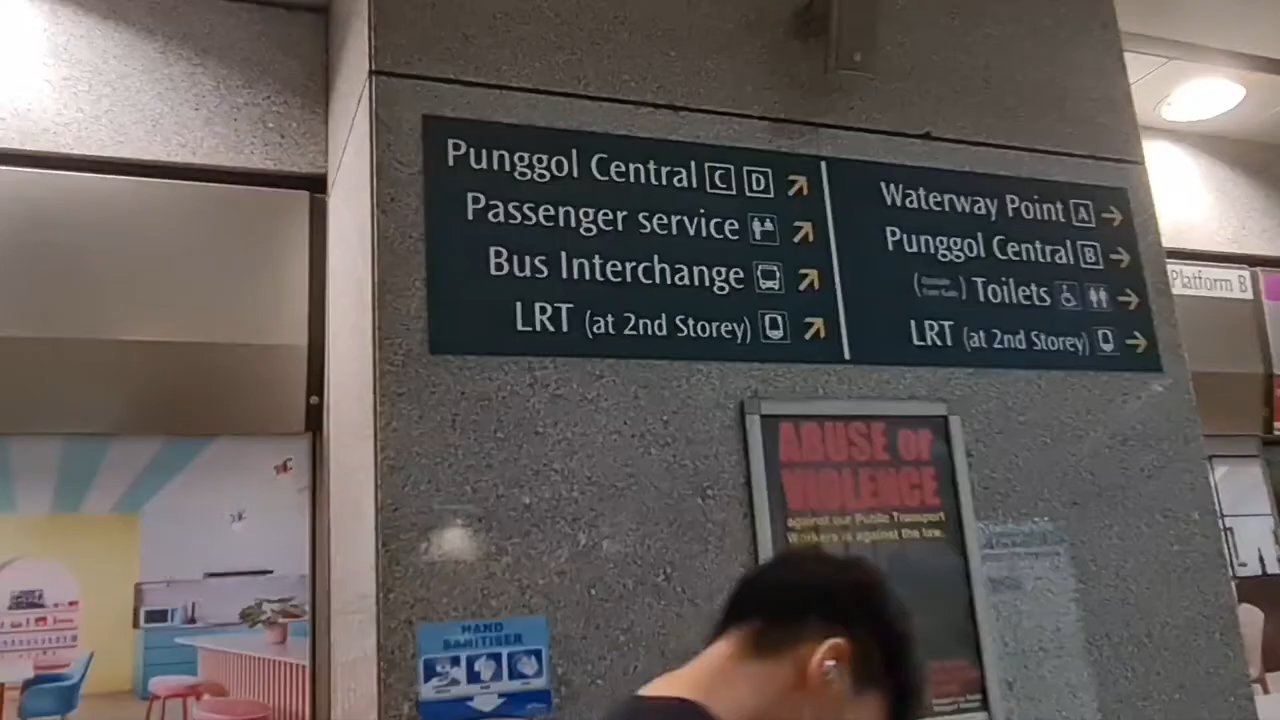 Punggol Central C D
Passenger service
Bus Interchange
LRT (at 2nd Storey)
Waterway Point A
Punggol Central B
Toilets
LRT (at 2nd Storey)
Platform B
ABUSE or
VIOLENCE
against our Public Transport
Workers is against the law.
HAND
SANITISER